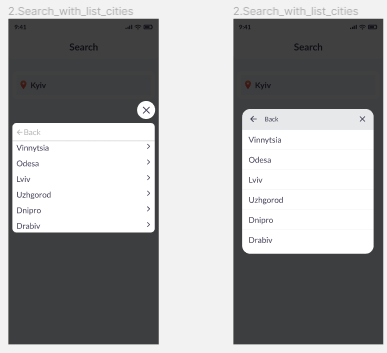 2.Search_with_list_cities
9:41
Search
Kyiv
Back
Vinnytsia
Odesa
Lviv
Uzhgorod
Dnipro
Drabiv
2.Search_with_list_cities
9:41
Search
Kyiv
Back
Vinnytsia
Odesa
Lviv
Uzhgorod
Dnipro
Drabiv